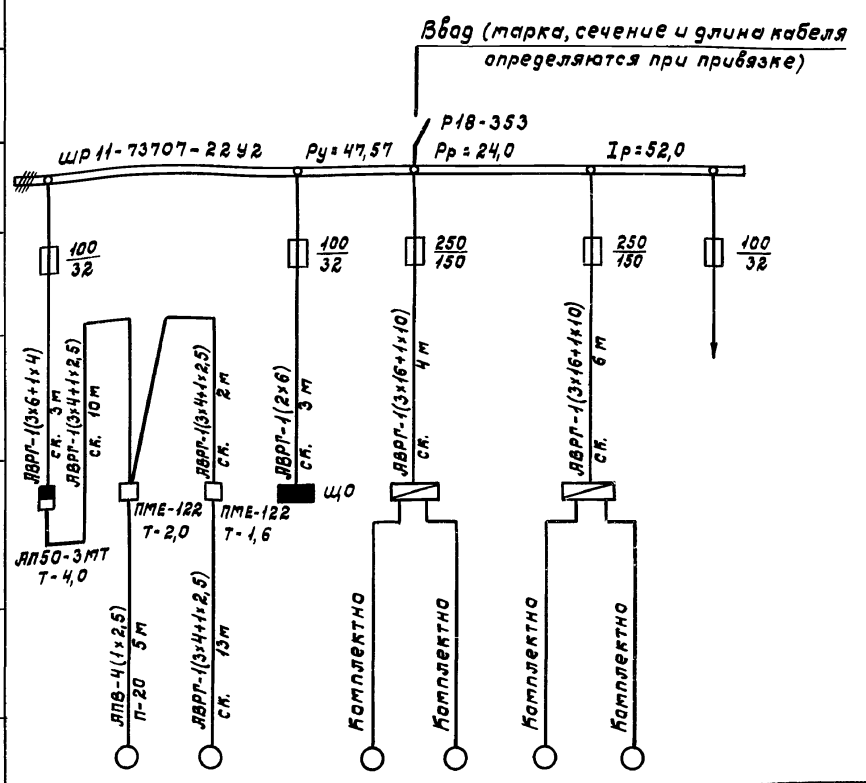 Ввод (марка, сечение и длина кабеля
определяются при привязке)
Р18-353
ШР 11-73707-22У2
Ру=47,57
Рр=24,0
Iр=52,0
100
32
100
32
250
150
250
150
100
32
АВРГ-1(3х6+1х4)
ск. 3м
АВРГ-1(3х4+1х2,5)
ск. 10м
АВРГ-1(3х4+1х2,5)
ск. 2м
АВРГ-1(2х6)
ск. 3м
АВРГ-1(3х16+1х10)
ск. 4м
АВРГ-1(3х16+1х10)
ск. 6м
АП50-3МТ
Т-4,0
ПМЕ-122
Т-2,0
ПМЕ-122
Т-1,6
ЩО
АПВ-4(1х2,5)
П-20 5м
АВРГ-1(3х4+1х2,5)
ск. 13м
Комплектно
Комплектно
Комплектно
Комплектно